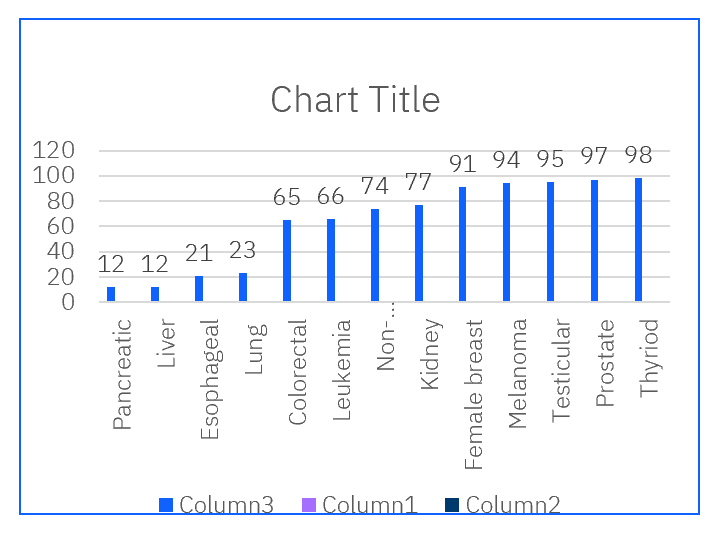 Chart Title
120
100
80
60
40
20
0
12
12
21
23
65
66
74
77
91
94
95
97
98
Pancreatic
Liver
Esophageal
Lung
Colorectal
Leukemia
Non-...
Kidney
Female breast
Melanoma
Testicular
Prostate
Thyriod
Column3 Column1 Column2